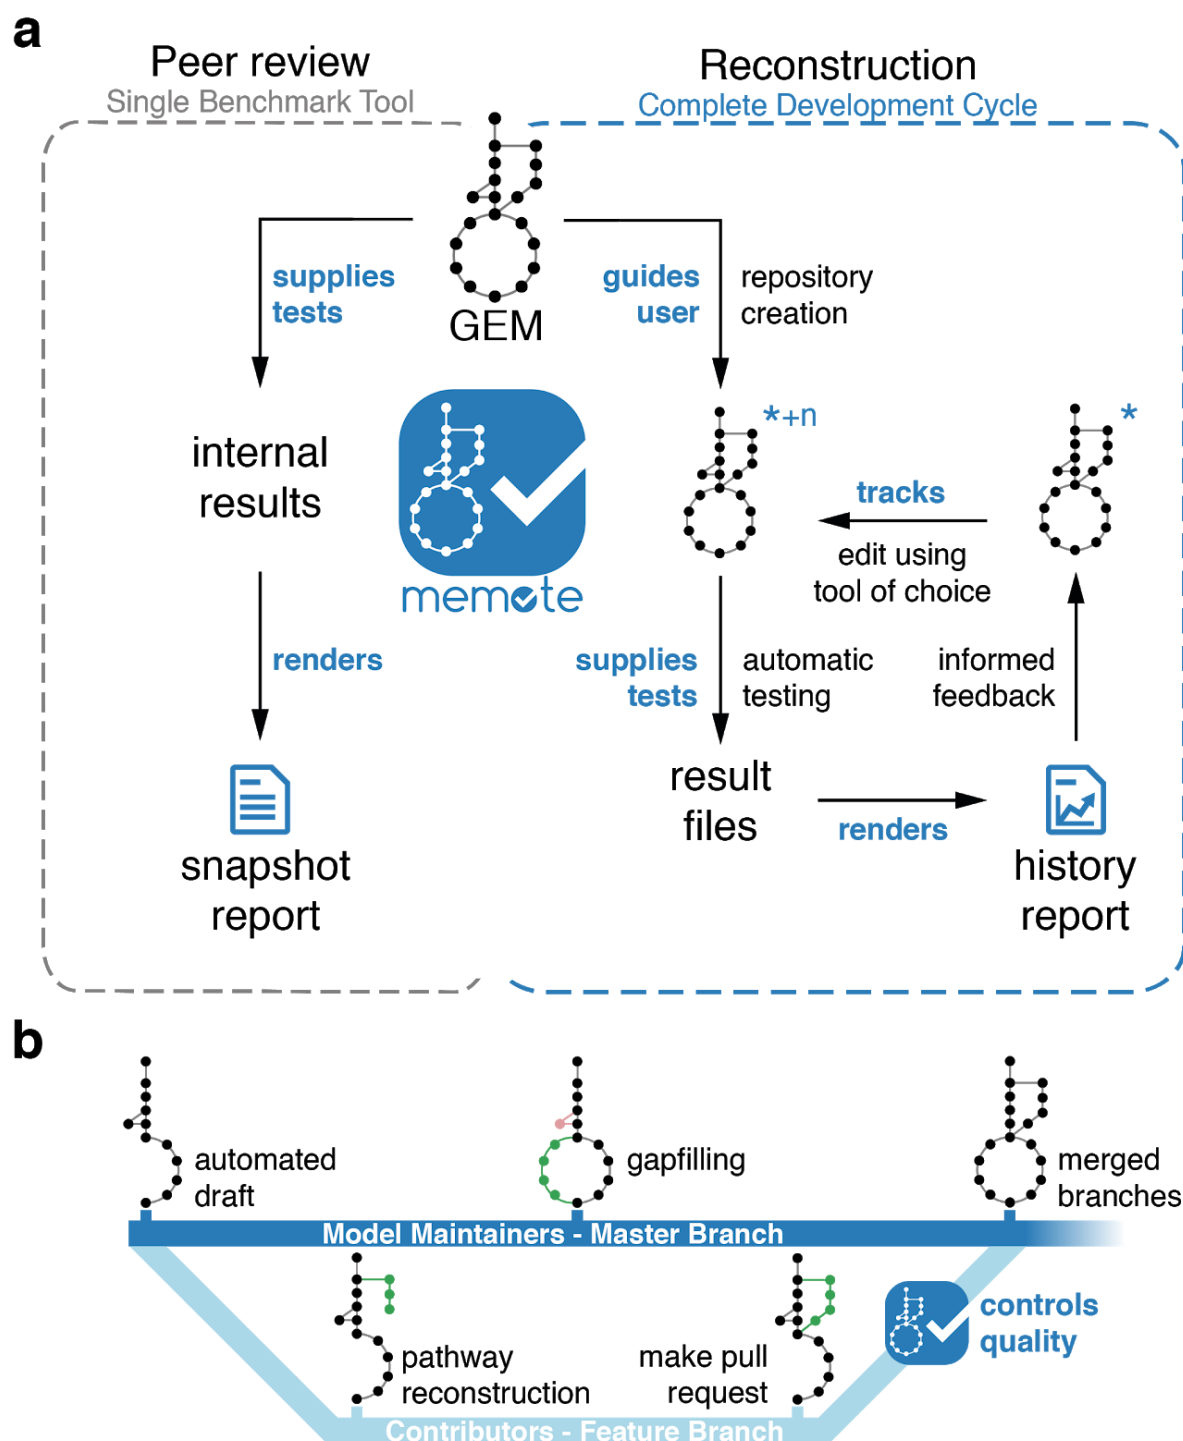 a
Peer review
Single Benchmark Tool
Reconstruction
Complete Development Cycle
supplies
tests
GEM
guides
user
repository
creation
internal
results
memote
*+n
*
tracks
edit using
tool of choice
renders
supplies
tests
automatic
testing
informed
feedback
snapshot
report
result
files
renders
history
report
b
automated
draft
gapfilling
merged
branches
Model Maintainers - Master Branch
pathway
reconstruction
make pull
request
controls
quality
Contributors - Feature Branch